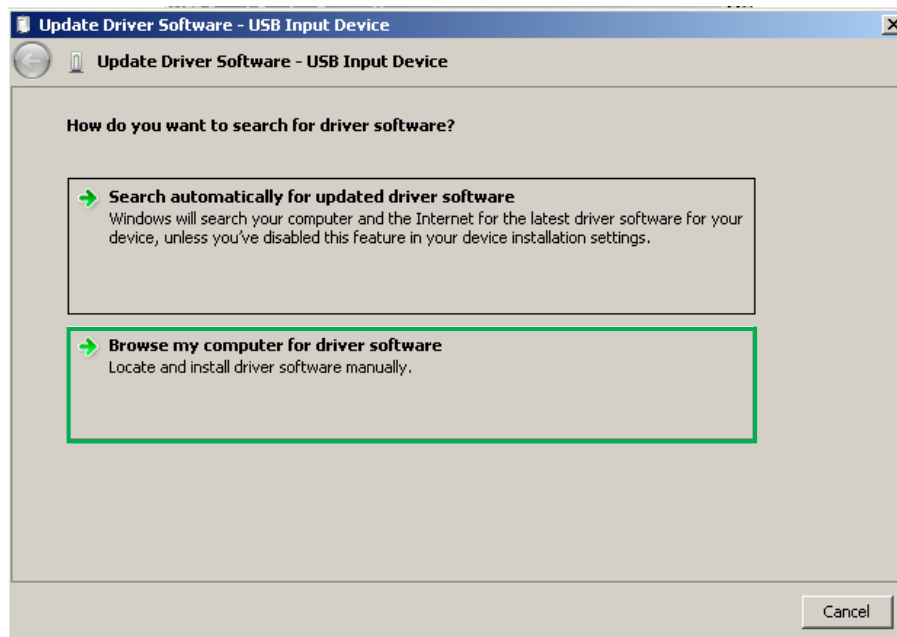 Update Driver Software - USB Input Device
Update Driver Software - USB Input Device
How do you want to search for driver software?
Search automatically for updated driver software
Windows will search your computer and the Internet for the latest driver software for your
device, unless you've disabled this feature in your device installation settings.
Browse my computer for driver software
Locate and install driver software manually.
Cancel